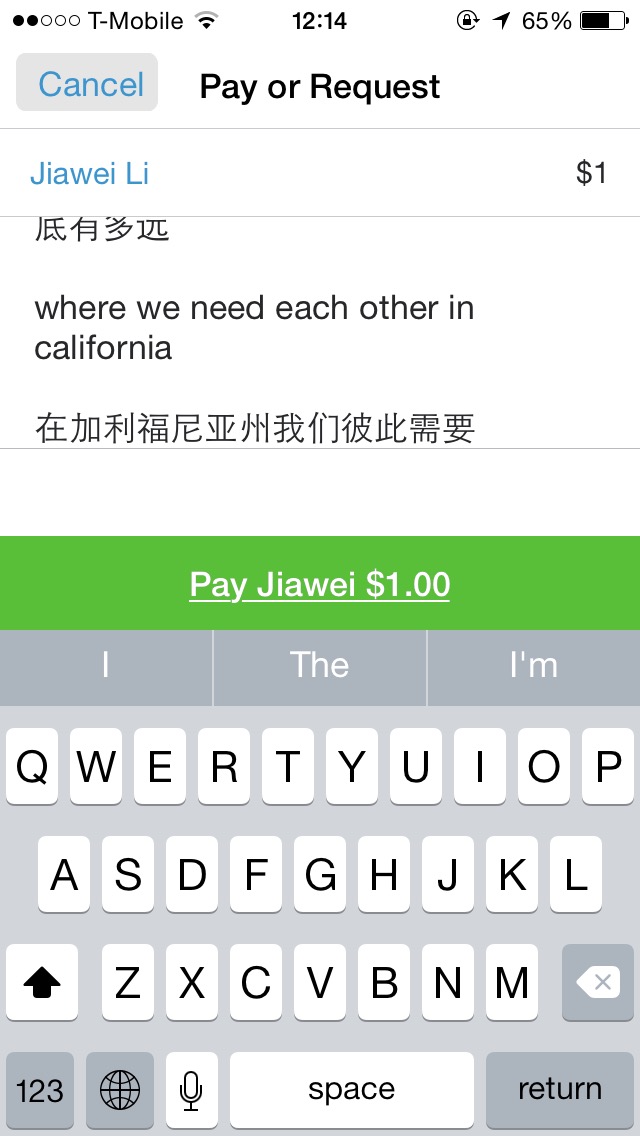 T-Mobile 12:14 65%
Cancel Pay or Request
Jiawei Li $1
底有多远
where we need each other in
california
在加利福尼亚州我们彼此需要
Pay Jiawei $1.00
I The I'm
Q W E R T Y U I O P
A S D F G H J K L
Z X C V B N M
123 space return